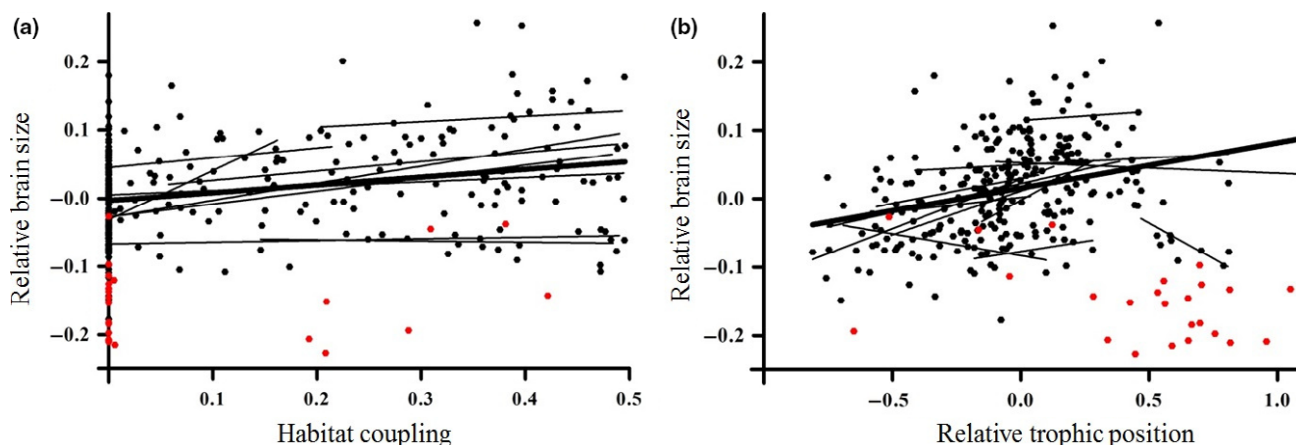 (a)
Relative brain size
0.2
0.1
−0.0
−0.1
−0.2
0.1 0.2 0.3 0.4 0.5
Habitat coupling
(b)
Relative brain size
0.2
0.1
0.0
−0.1
−0.2
−0.5 0.0 0.5 1.0
Relative trophic position